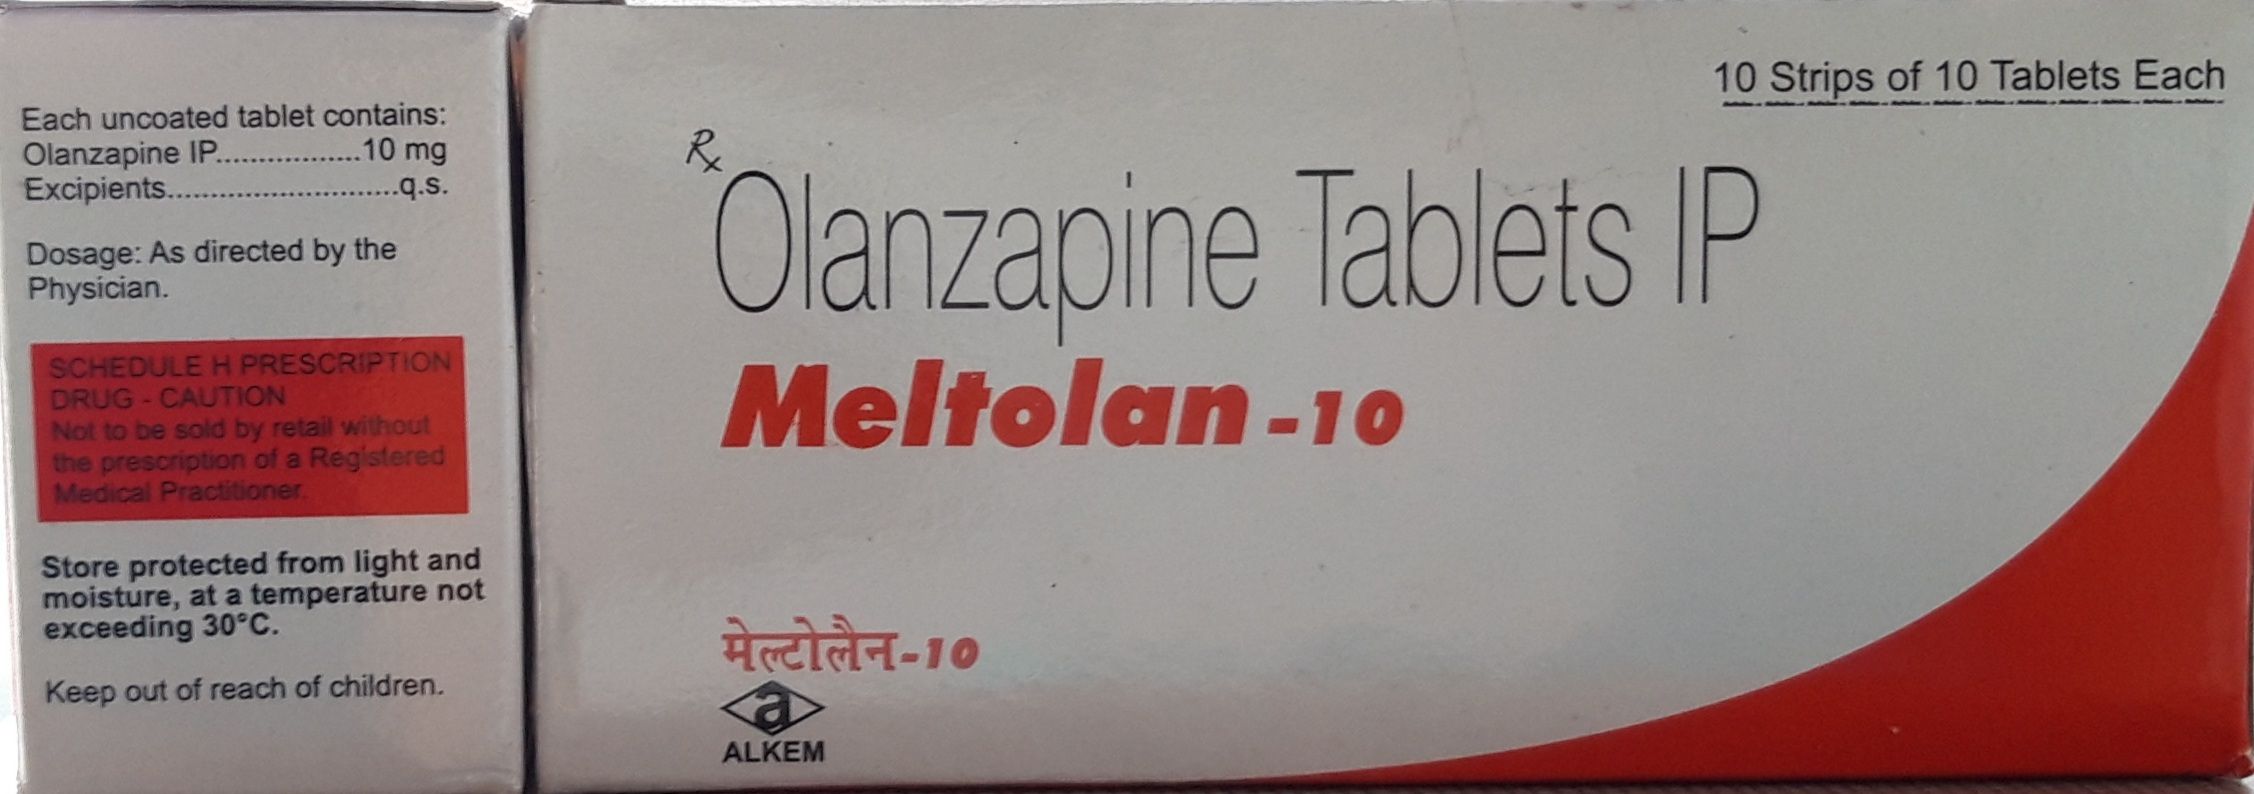 Each uncoated tablet contains:
Olanzapine IP.................10 mg
Excipients...........................q.s.
Dosage: As directed by the
Physician.
SCHEDULE H PRESCRIPTION
DRUG - CAUTION
Not to be sold by retail without
the prescription of a Registered
Medical Practitioner.
Store protected from light and
moisture, at a temperature not
exceeding 30°C.
Keep out of reach of children.
10 Strips of 10 Tablets Each
Rx
Olanzapine Tablets IP
Meltolan -10
मेल्टोलैन-10
a
ALKEM